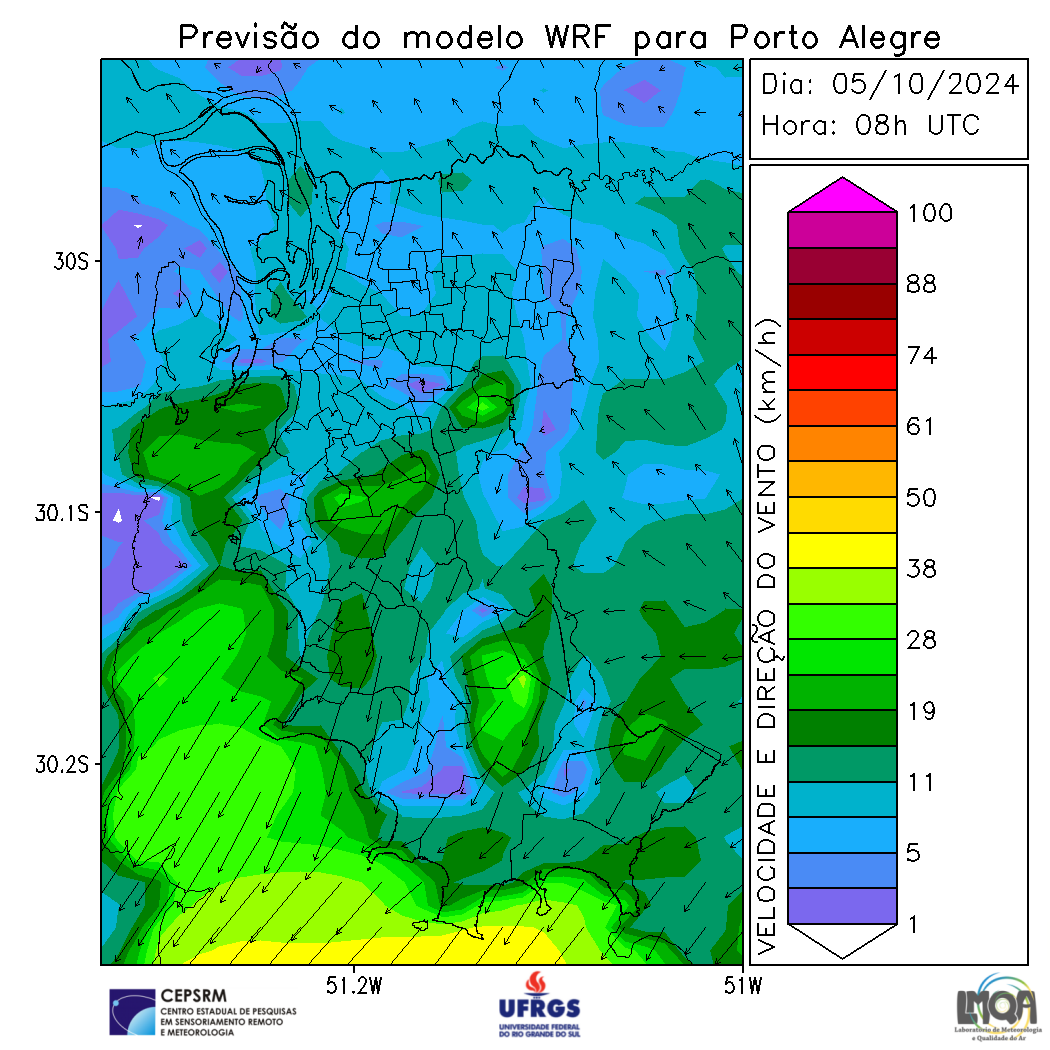 Previsão do modelo WRF para Porto Alegre
Dia: 05/10/2024
Hora: 08h UTC
30S
30.1S
30.2S
51.2W
51W
VELOCIDADE E DIREÇÃO DO VENTO (km/h)
100
88
74
61
50
38
28
19
11
5
1
CEPSRM
CENTRO ESTADUAL DE PESQUISAS
EM SENSORIAMENTO REMOTO
E METEOROLOGIA
UFRGS
UNIVERSIDADE FEDERAL
DO RIO GRANDE DO SUL
LMQA
Laboratório de Meteorologia
e Qualidade do Ar